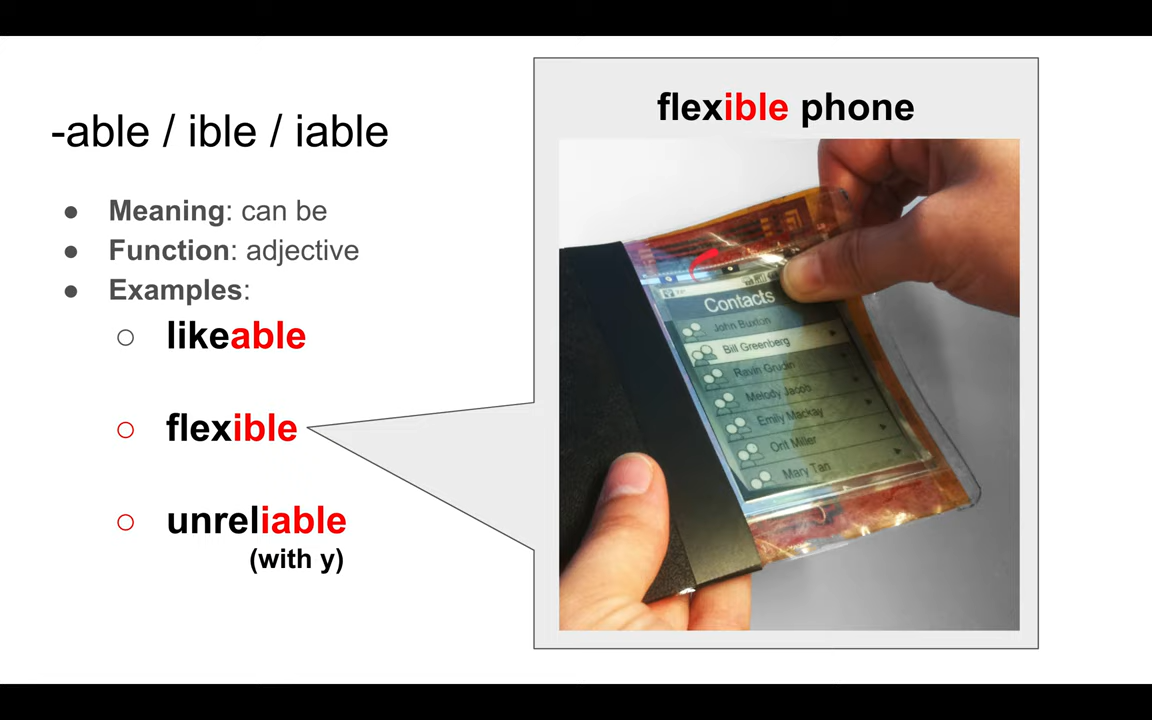 -able / ible / iable
● Meaning: can be
● Function: adjective
● Examples:
○ likeable
○ flexible
○ unreliable
(with y)
flexible phone
Contacts
John Buxton
Bill Greenberg
Ravin Grudin
Melody Jacob
Emily Mackay
Orit Miller
Mary Tan